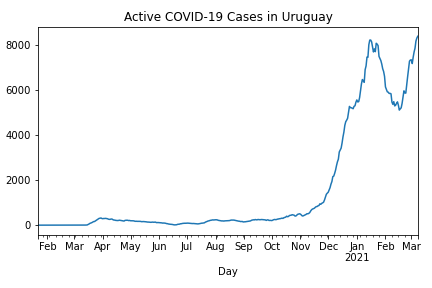 Active COVID-19 Cases in Uruguay
8000
6000
4000
2000
0
Feb Mar Apr May Jun Jul Aug Sep Oct Nov Dec Jan Feb Mar
2021
Day